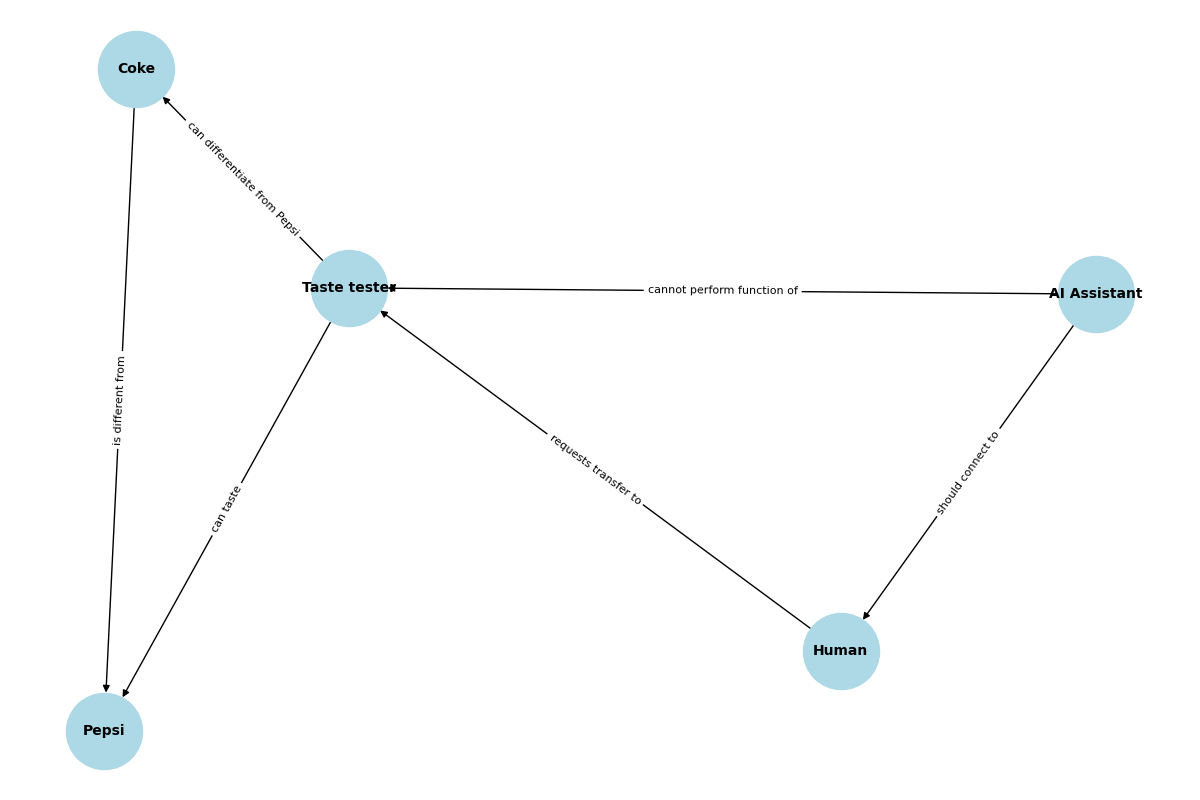 Coke
can differentiate from Pepsi
Taste tester
cannot perform function of
AI Assistant
is different from
can taste
requests transfer to
should connect to
Human
Pepsi